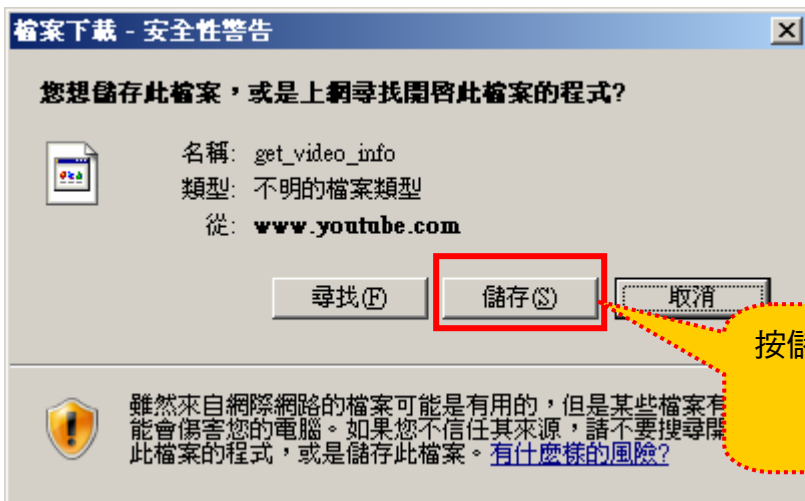 檔案下載 - 安全性警告
您想儲存此檔案，或是上網尋找開啟此檔案的程式?
名稱: get_video_info
類型: 不明的檔案類型
從: www.youtube.com
尋找(F) 儲存(S) 取消
按儲
雖然來自網際網路的檔案可能是有用的，但是某些檔案有
能會傷害您的電腦。如果您不信任其來源，請不要搜尋開
此檔案的程式，或是儲存此檔案。有什麼樣的風險?